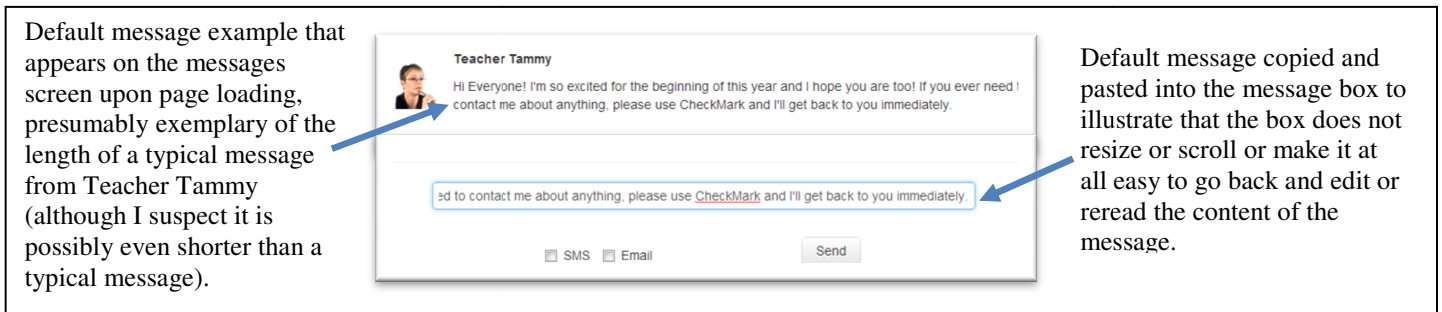 Default message example that
appears on the messages
screen upon page loading,
presumably exemplary of the
length of a typical message
from Teacher Tammy
(although I suspect it is
possibly even shorter than a
typical message).
Teacher Tammy
Hi Everyone! I'm so excited for the beginning of this year and I hope you are too! If you ever need
contact me about anything, please use CheckMark and I'll get back to you immediately.
ed to contact me about anything, please use CheckMark and I'll get back to you immediately.
SMS Email Send
Default message copied and
pasted into the message box to
illustrate that the box does not
resize or scroll or make it at
all easy to go back and edit or
reread the content of the
message.